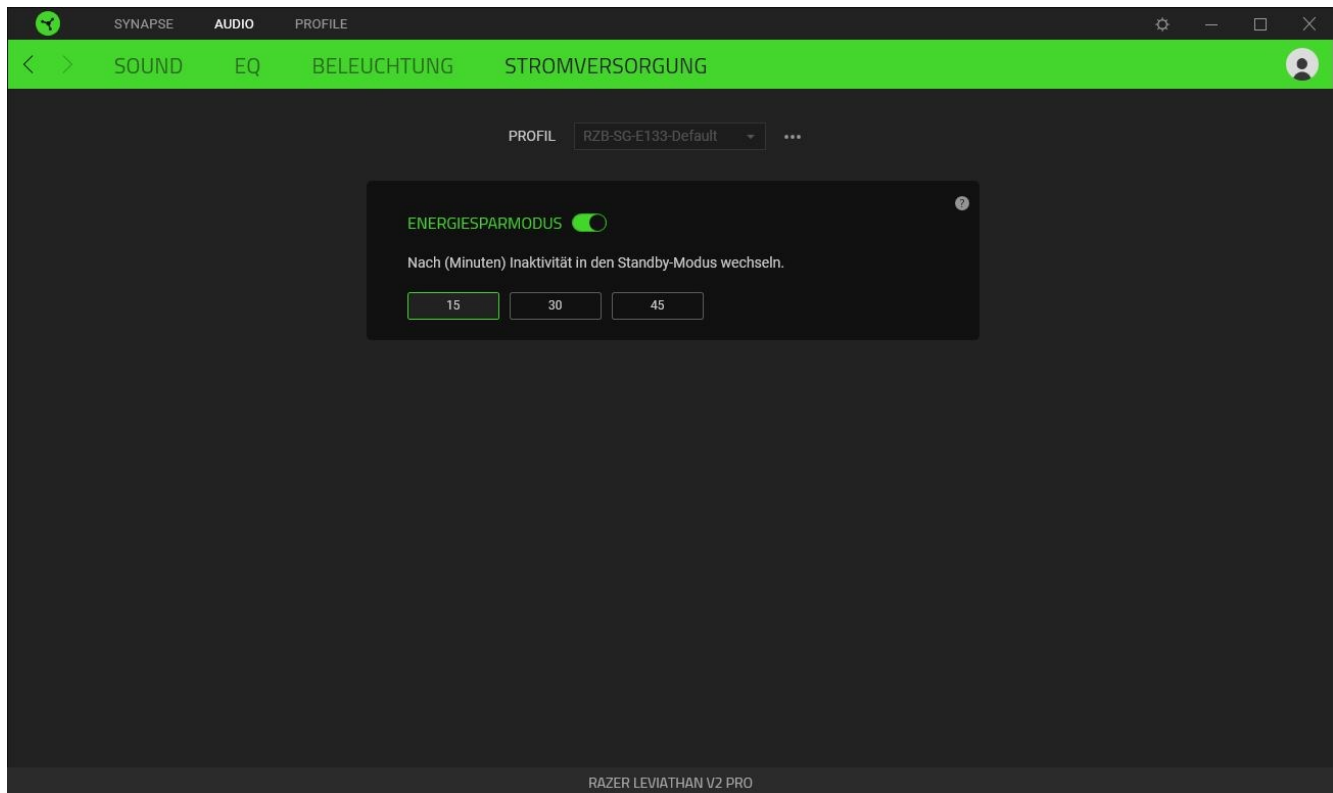 SYNAPSE AUDIO PROFILE
SOUND EQ BELEUCHTUNG STROMVERSORGUNG
PROFIL RZB-SG-E133-Default
ENERGIESPARMODUS
Nach (Minuten) Inaktivität in den Standby-Modus wechseln.
15 30 45
RAZER LEVIATHAN V2 PRO